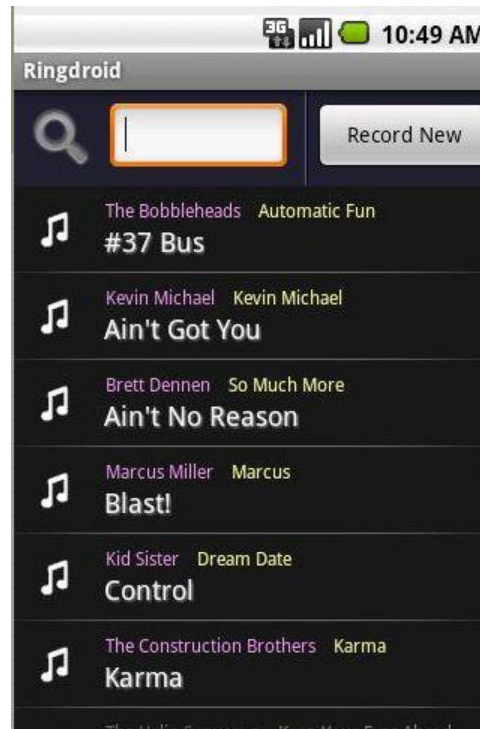 3G 10:49 AM
Ringdroid
Record New
The Bobbleheads Automatic Fun
#37 Bus
Kevin Michael Kevin Michael
Ain't Got You
Brett Dennen So Much More
Ain't No Reason
Marcus Miller Marcus
Blast!
Kid Sister Dream Date
Control
The Construction Brothers Karma
Karma